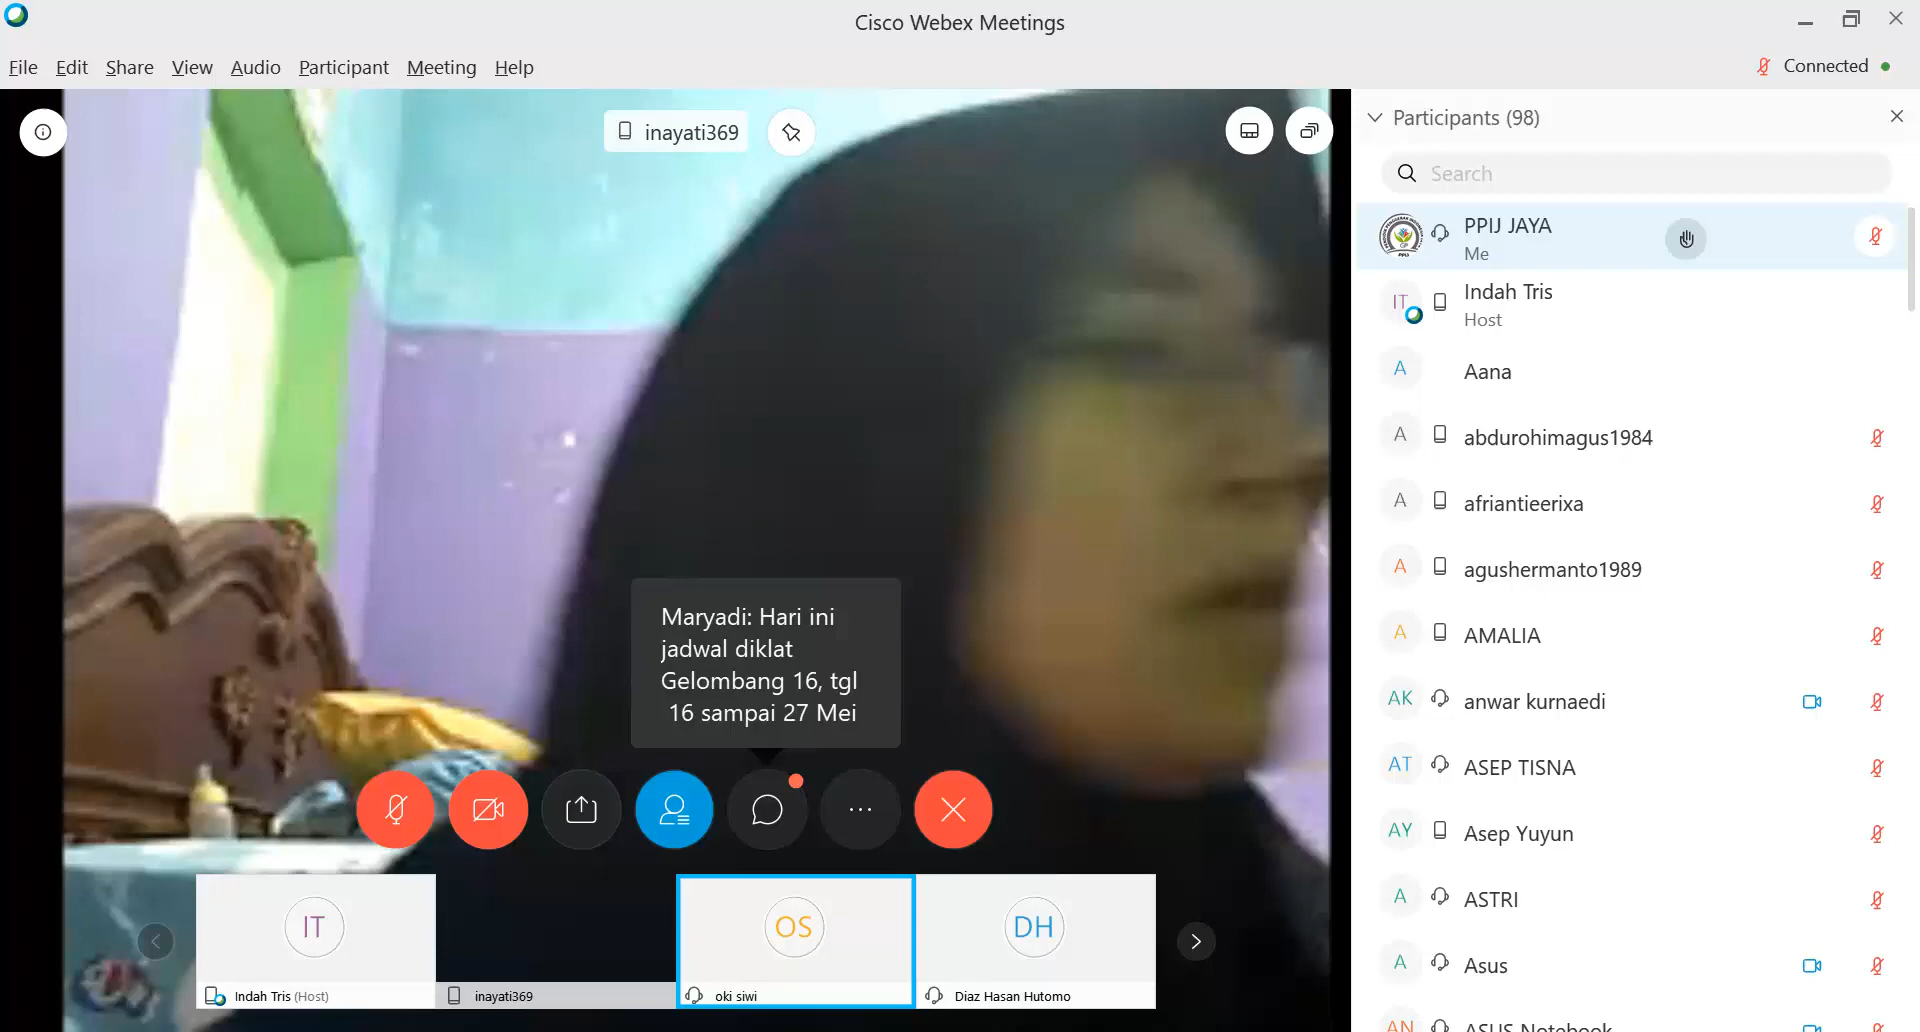 Cisco Webex Meetings
File Edit Share View Audio Participant Meeting Help
Connected
inayati369
Maryadi: Hari ini
jadwal diklat
Gelombang 16, tgl
16 sampai 27 Mei
IT
Indah Tris (Host)
inayati369
OS
oki siwi
DH
Diaz Hasan Hutomo
Participants (98)
Search
PPIJ JAYA
Me
IT Indah Tris
Host
A Aana
A abdurohimagus1984
A afriantieerixa
A agushermanto1989
A AMALIA
AK anwar kurnaedi
AT ASEP TISNA
AY Asep Yuyun
A ASTRI
A Asus
AN ASUS Notebook